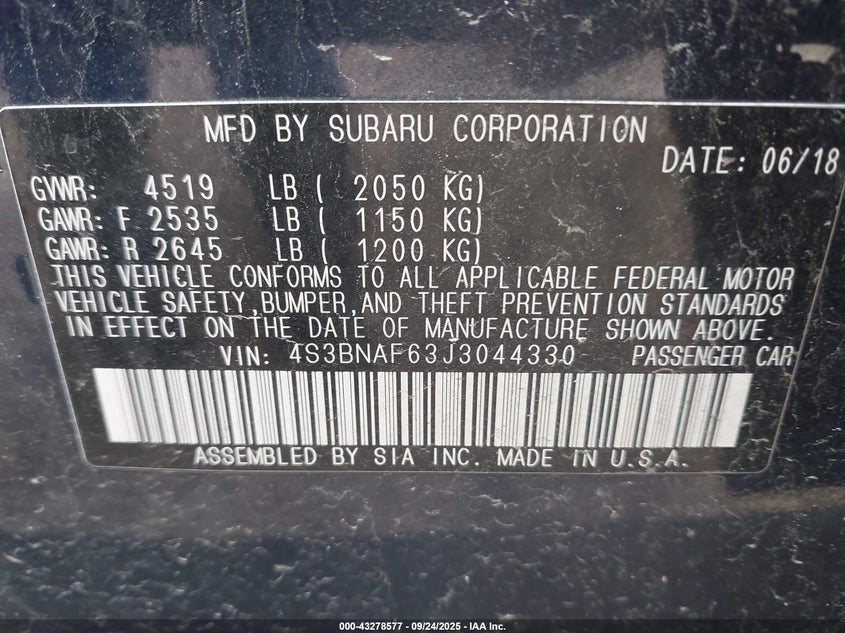 MFD BY SUBARU CORPORATION
DATE: 06/18
GVWR: 4519 LB ( 2050 KG)
GAWR: F 2535 LB ( 1150 KG)
GAWR: R 2645 LB ( 1200 KG)
THIS VEHICLE CONFORMS TO ALL APPLICABLE FEDERAL MOTOR
VEHICLE SAFETY,BUMPER,AND THEFT PREVENTION STANDARDS
IN EFFECT ON THE DATE OF MANUFACTURE SHOWN ABOVE.
VIN: 4S3BNAF63J3044330 PASSENGER CAR
ASSEMBLED BY SIA INC. MADE IN U.S.A.
000-43278577 - 09/24/2025 - IAA Inc.